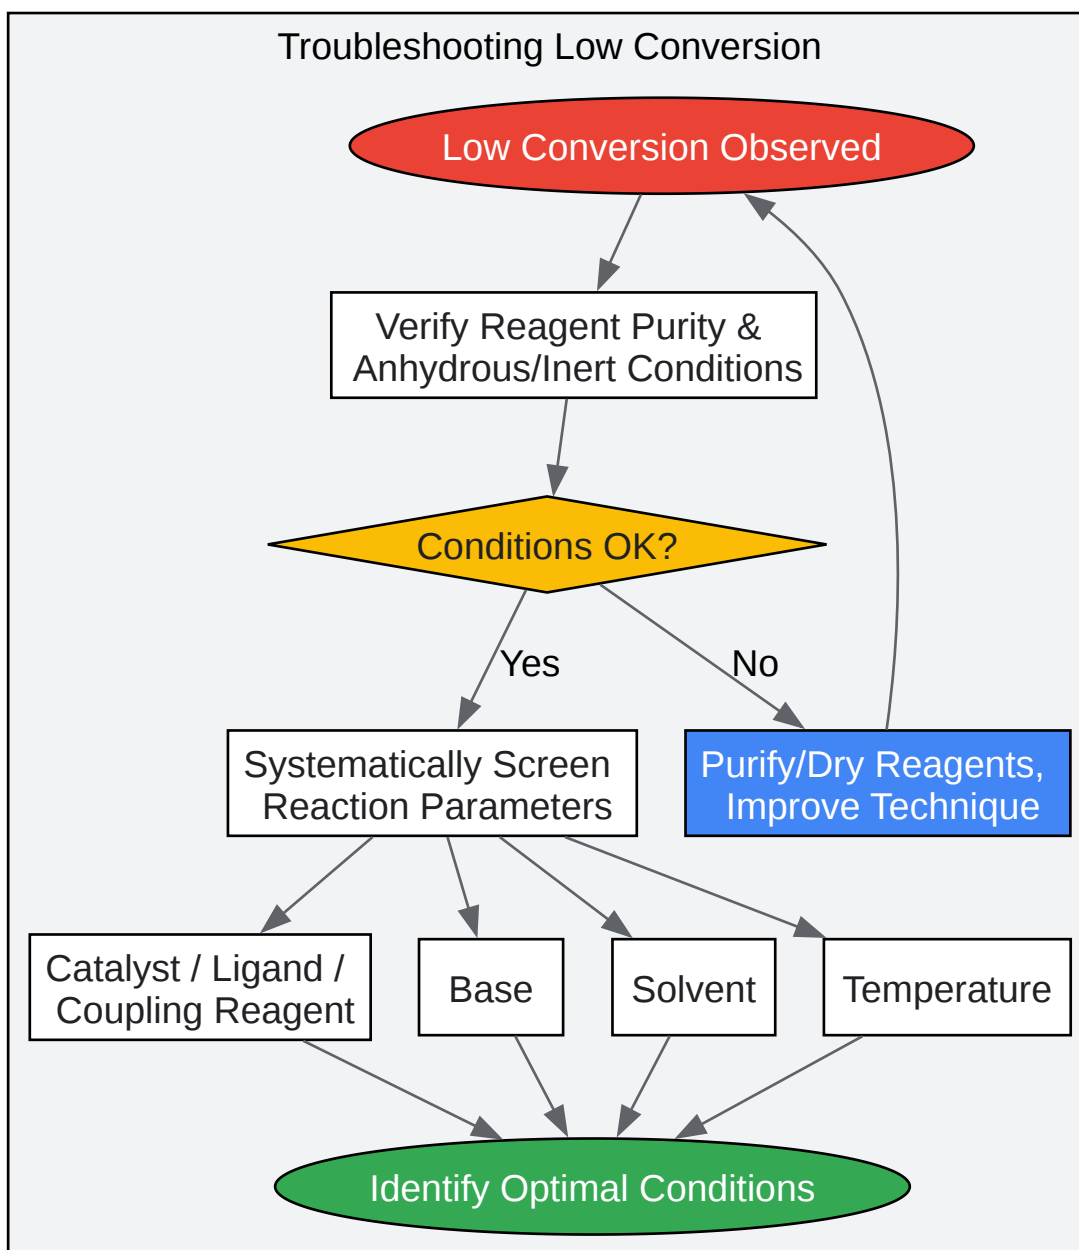 Troubleshooting Low Conversion
Low Conversion Observed
Verify Reagent Purity &
Anhydrous/Inert Conditions
Conditions OK?
Yes
No
Systematically Screen
Reaction Parameters
Purify/Dry Reagents,
Improve Technique
Catalyst / Ligand /
Coupling Reagent
Base
Solvent
Temperature
Identify Optimal Conditions